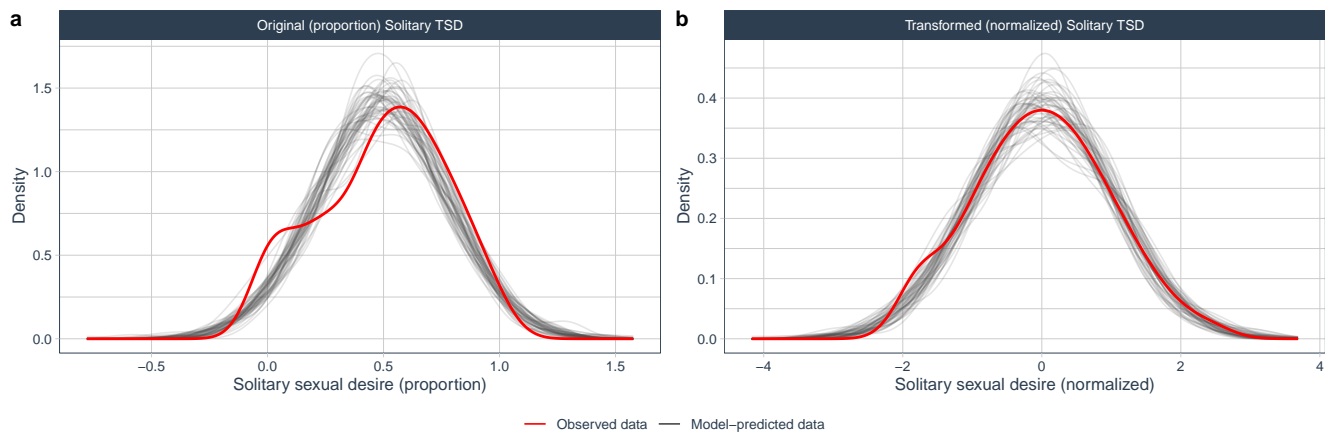 a
Original (proportion) Solitary TSD
Density
1.5
1.0
0.5
0.0
−0.5
0.0
0.5
1.0
1.5
Solitary sexual desire (proportion)
b
Transformed (normalized) Solitary TSD
Density
0.4
0.3
0.2
0.1
0.0
−4
−2
0
2
4
Solitary sexual desire (normalized)
Observed data
Model−predicted data